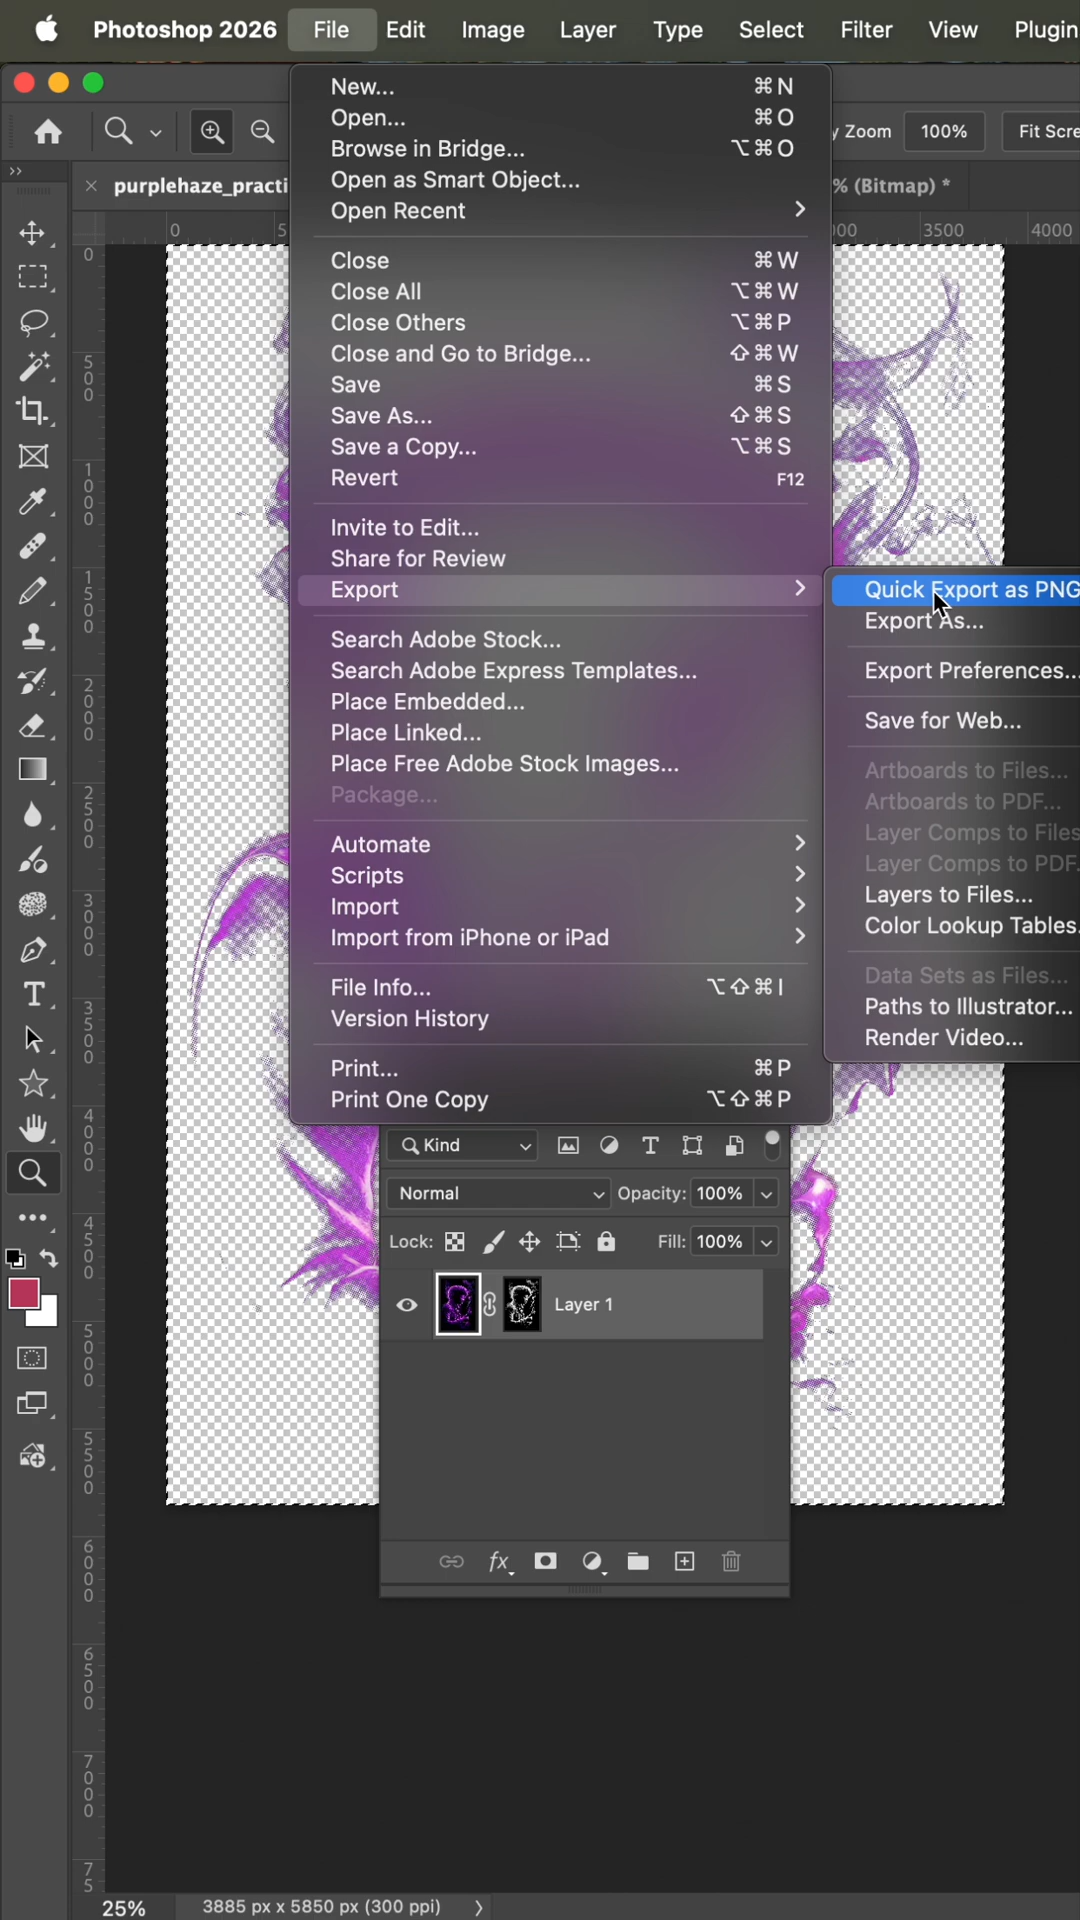 Photoshop 2026 File Edit Image Layer Type Select Filter View Plugin
New... ⌘N
Open... ⌘O
Browse in Bridge... ⌥⌘O
Open as Smart Object...
Open Recent
Close ⌘W
Close All ⌥⌘W
Close Others ⌥⌘P
Close and Go to Bridge... ⇧⌘W
Save ⌘S
Save As... ⇧⌘S
Save a Copy... ⌥⌘S
Revert F12
Invite to Edit...
Share for Review
Export
Search Adobe Stock...
Search Adobe Express Templates...
Place Embedded...
Place Linked...
Place Free Adobe Stock Images...
Package...
Automate
Scripts
Import
Import from iPhone or iPad
File Info... ⌥⇧⌘I
Version History
Print... ⌘P
Print One Copy ⌥⇧⌘P
Quick Export as PNG
Export As...
Export Preferences...
Save for Web...
Artboards to Files...
Artboards to PDF...
Layer Comps to Files
Layer Comps to PDF.
Layers to Files...
Color Lookup Tables.
Data Sets as Files...
Paths to Illustrator...
Render Video...
y Zoom 100% Fit Scre
purplehaze_practi % (Bitmap) *
0 5 000 3500 4000
0
500
1000
1500
2000
2500
3000
3500
4000
4500
5000
5500
6000
6500
7000
75
Kind
Normal Opacity: 100%
Lock: Fill: 100%
Layer 1
fx
25% 3885 px x 5850 px (300 ppi)